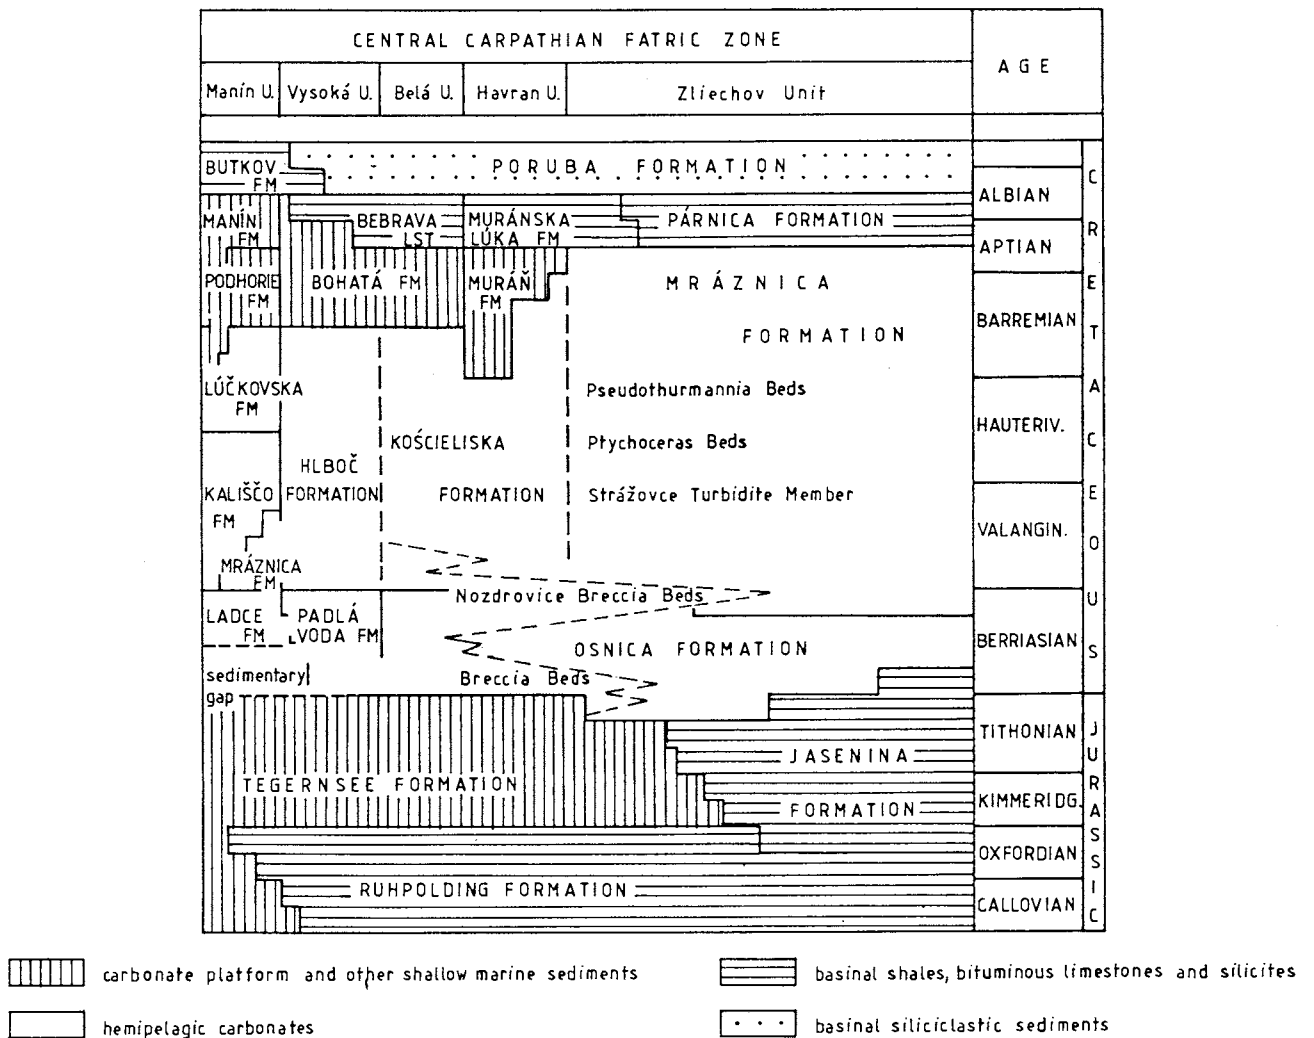 CENTRAL CARPATHIAN FATRIC ZONE
AGE
Manín U.
Vysoká U.
Belá U.
Havran U.
Zliechov Unit
BUTKOV
FM
PORUBA FORMATION
ALBIAN
MANÍN
FM
BEBRAVA
LST
MURÁNSKA
LÚKA FM
PÁRNICA FORMATION
APTIAN
PODHORIE
FM
BOHATÁ FM
MURÁŇ
FM
MRÁZNICA
FORMATION
BARREMIAN
LÚČKOVSKA
FM
Pseudothurmannia Beds
HAUTERIV.
KOŚCIELISKA
FORMATION
Ptychoceras Beds
HLBOČ
FORMATION
KALIŠČO
FM
Strážovce Turbidite Member
VALANGIN.
MRÁZNICA
FM
Nozdrovice Breccia Beds
LADCE
FM
PADLÁ
VODA FM
OSNICA FORMATION
BERRIASIAN
sedimentary
gap
Breccia Beds
TITHONIAN
JASENINA
FORMATION
TEGERNSEE FORMATION
KIMMERIDG.
OXFORDIAN
RUHPOLDING FORMATION
CALLOVIAN
CRETACEOUS
JURASSIC
carbonate platform and other shallow marine sediments
basinal shales, bituminous limestones and silicites
hemipelagic carbonates
basinal siliciclastic sediments